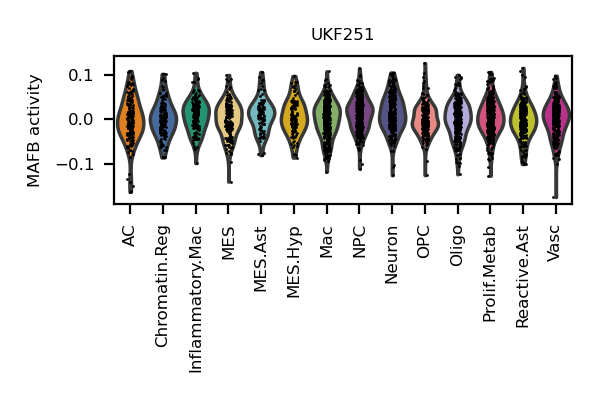 UKF251
MAFB activity
0.1
0.0
−0.1
AC
Chromatin.Reg
Inflammatory.Mac
MES
MES.Ast
MES.Hyp
Mac
NPC
Neuron
OPC
Oligo
Prolif.Metab
Reactive.Ast
Vasc